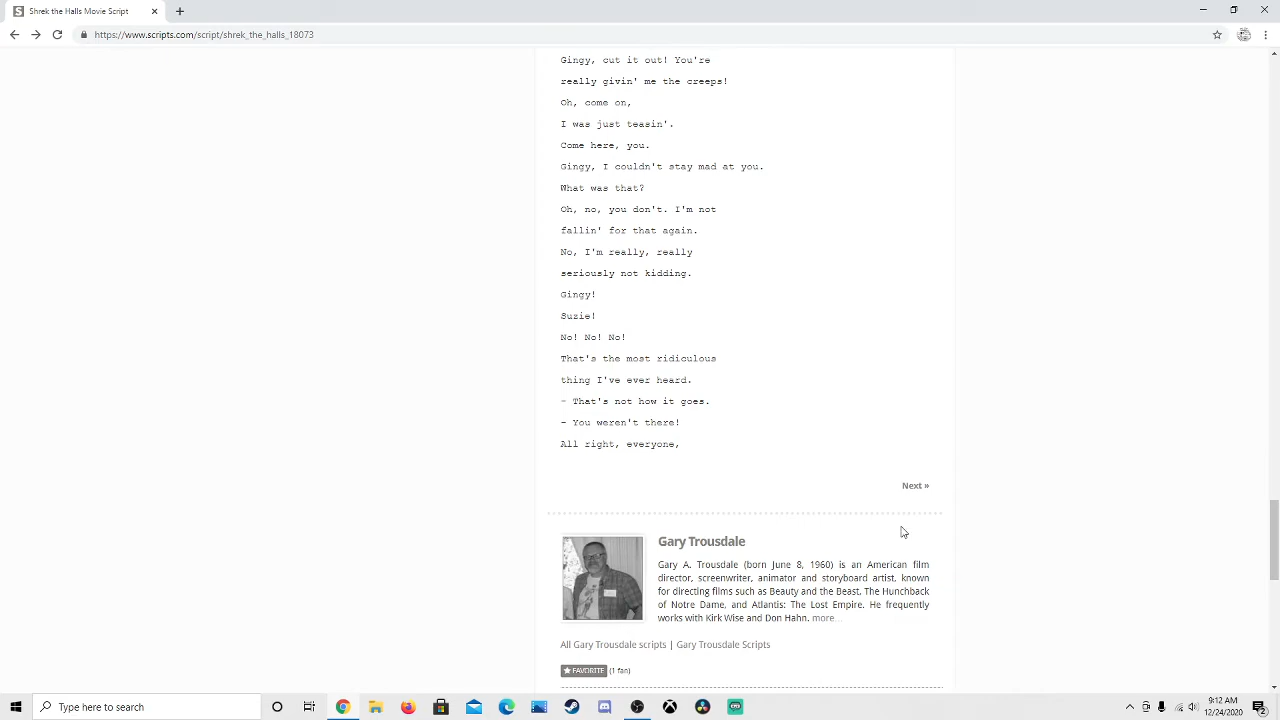 Shrek the Halls Movie Script
https://www.scripts.com/script/shrek_the_halls_18073
Gingy, cut it out! You're
really givin' me the creeps!
Oh, come on,
I was just teasin'.
Come here, you.
Gingy, I couldn't stay mad at you.
What was that?
Oh, no, you don't. I'm not
fallin' for that again.
No, I'm really, really
seriously not kidding.
Gingy!
Suzie!
No! No! No!
That's the most ridiculous
thing I've ever heard.
- That's not how it goes.
- You weren't there!
All right, everyone,
Next »
Gary Trousdale
Gary A. Trousdale (born June 8, 1960) is an American film
director, screenwriter, animator and storyboard artist, known
for directing films such as Beauty and the Beast, The Hunchback
of Notre Dame, and Atlantis: The Lost Empire. He frequently
works with Kirk Wise and Don Hahn. more...
All Gary Trousdale scripts | Gary Trousdale Scripts
FAVORITE (1 fan)
Type here to search
9:12 AM
12/24/2020
2